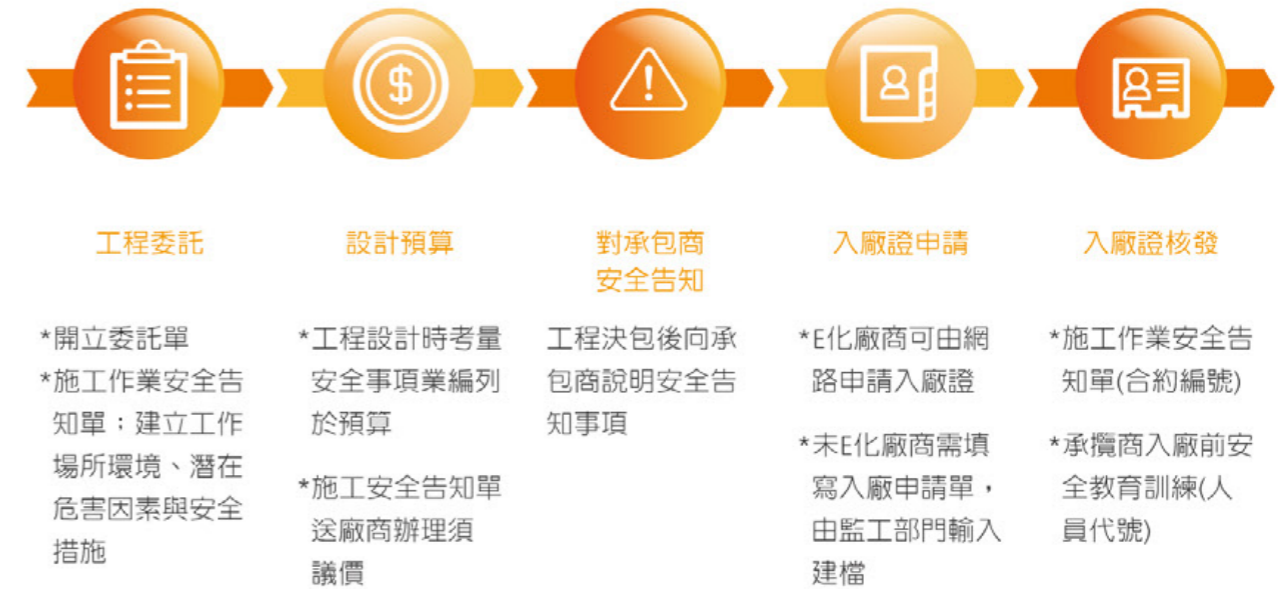 工程委託
*開立委託單
*施工作業安全告
知單；建立工作
場所環境、潛在
危害因素與安全
措施
設計預算
*工程設計時考量
安全事項業編列
於預算
*施工安全告知單
送廠商辦理須
議價
對承包商
安全告知
工程決包後向承
包商說明安全告
知事項
入廠證申請
*E化廠商可由網
路申請入廠證
*未E化廠商需填
寫入廠申請單，
由監工部門輸入
建檔
入廠證核發
*施工作業安全告
知單(合約編號)
*承攬商入廠前安
全教育訓練(人
員代號)